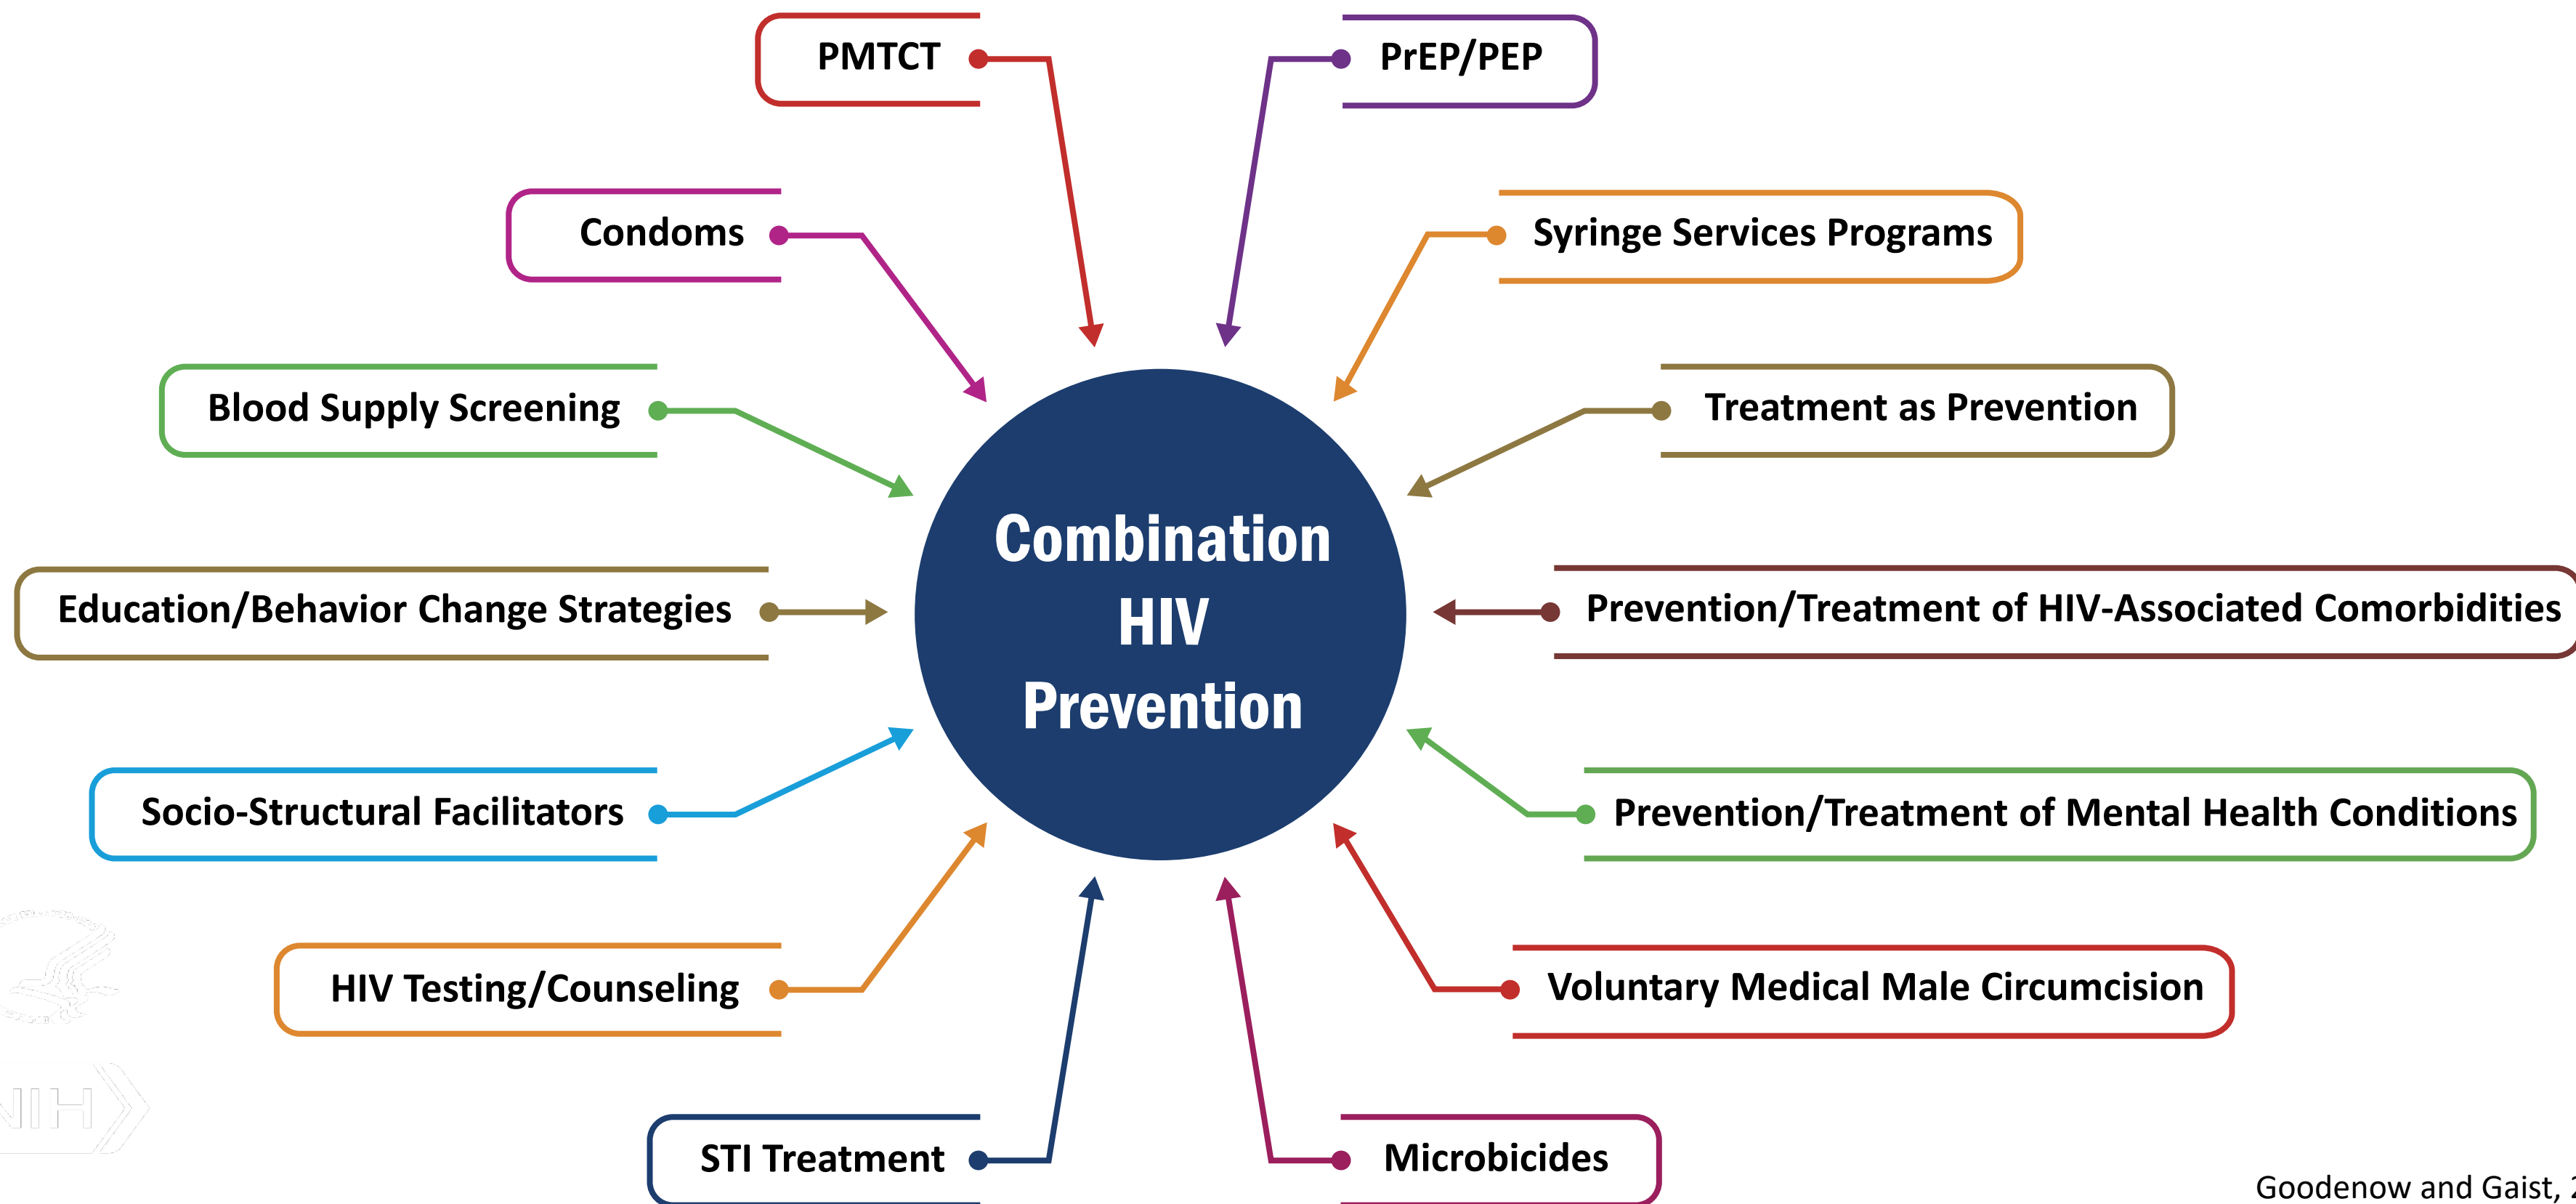 PMTCT
PrEP/PEP
Condoms
Syringe Services Programs
Blood Supply Screening
Treatment as Prevention
Combination
HIV
Prevention
Education/Behavior Change Strategies
Prevention/Treatment of HIV-Associated Comorbidities
Socio-Structural Facilitators
Prevention/Treatment of Mental Health Conditions
HIV Testing/Counseling
Voluntary Medical Male Circumcision
NIH
STI Treatment
Microbicides
Goodenow and Gaist,